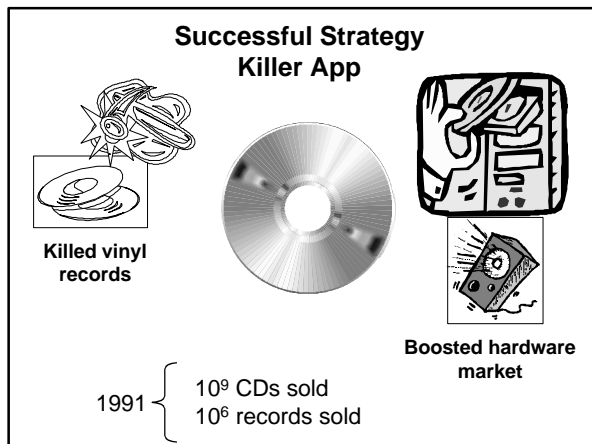 Successful Strategy
Killer App
Killed vinyl
records
Boosted hardware
market
1991
10⁹ CDs sold
10⁶ records sold